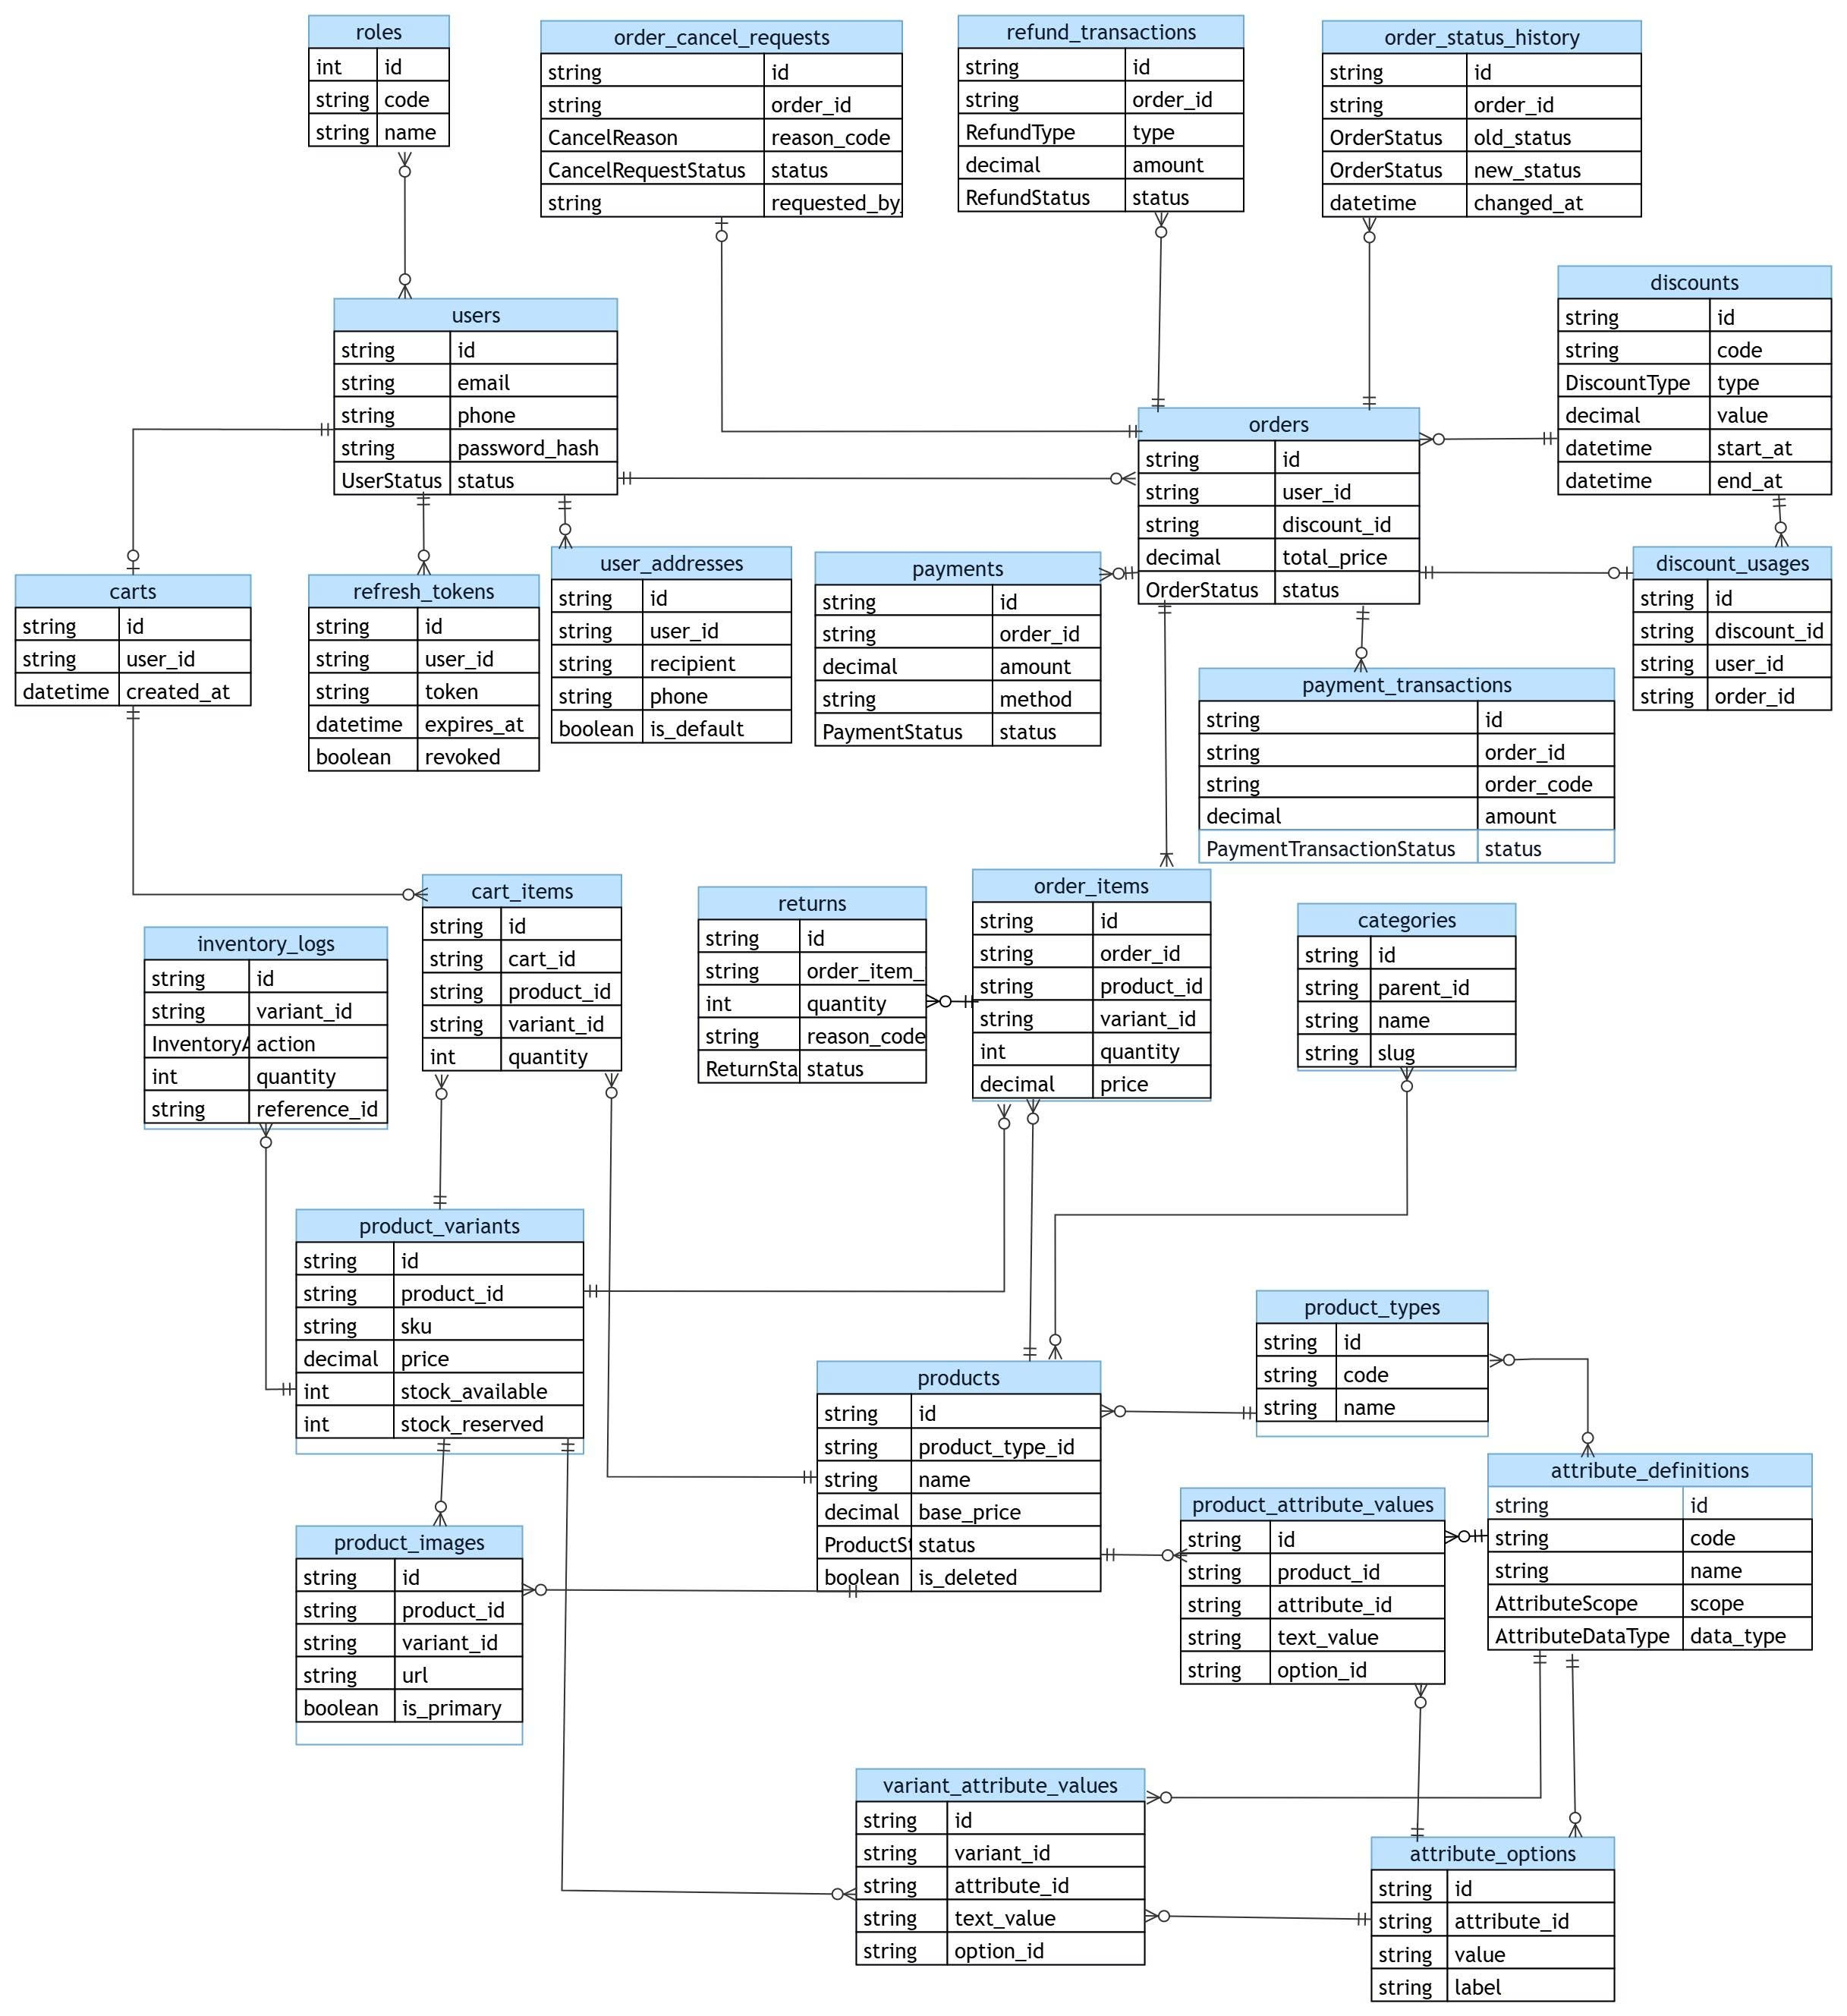 roles
int id
string code
string name
order_cancel_requests
string id
string order_id
CancelReason reason_code
CancelRequestStatus status
string requested_by
refund_transactions
string id
string order_id
RefundType type
decimal amount
RefundStatus status
order_status_history
string id
string order_id
OrderStatus old_status
OrderStatus new_status
datetime changed_at
discounts
string id
string code
DiscountType type
decimal value
datetime start_at
datetime end_at
users
string id
string email
string phone
string password_hash
UserStatus status
orders
string id
string user_id
string discount_id
decimal total_price
OrderStatus status
carts
string id
string user_id
datetime created_at
refresh_tokens
string id
string user_id
string token
datetime expires_at
boolean revoked
user_addresses
string id
string user_id
string recipient
string phone
boolean is_default
payments
string id
string order_id
decimal amount
string method
PaymentStatus status
discount_usages
string id
string discount_id
string user_id
string order_id
payment_transactions
string id
string order_id
string order_code
decimal amount
PaymentTransactionStatus status
cart_items
string id
string cart_id
string product_id
string variant_id
int quantity
inventory_logs
string id
string variant_id
InventoryA action
int quantity
string reference_id
returns
string id
string order_item_
int quantity
string reason_code
ReturnSta status
order_items
string id
string order_id
string product_id
string variant_id
int quantity
decimal price
categories
string id
string parent_id
string name
string slug
product_variants
string id
string product_id
string sku
decimal price
int stock_available
int stock_reserved
product_types
string id
string code
string name
products
string id
string product_type_id
string name
decimal base_price
ProductSt status
boolean is_deleted
attribute_definitions
string id
string code
string name
AttributeScope scope
AttributeDataType data_type
product_attribute_values
string id
string product_id
string attribute_id
string text_value
string option_id
product_images
string id
string product_id
string variant_id
string url
boolean is_primary
variant_attribute_values
string id
string variant_id
string attribute_id
string text_value
string option_id
attribute_options
string id
string attribute_id
string value
string label